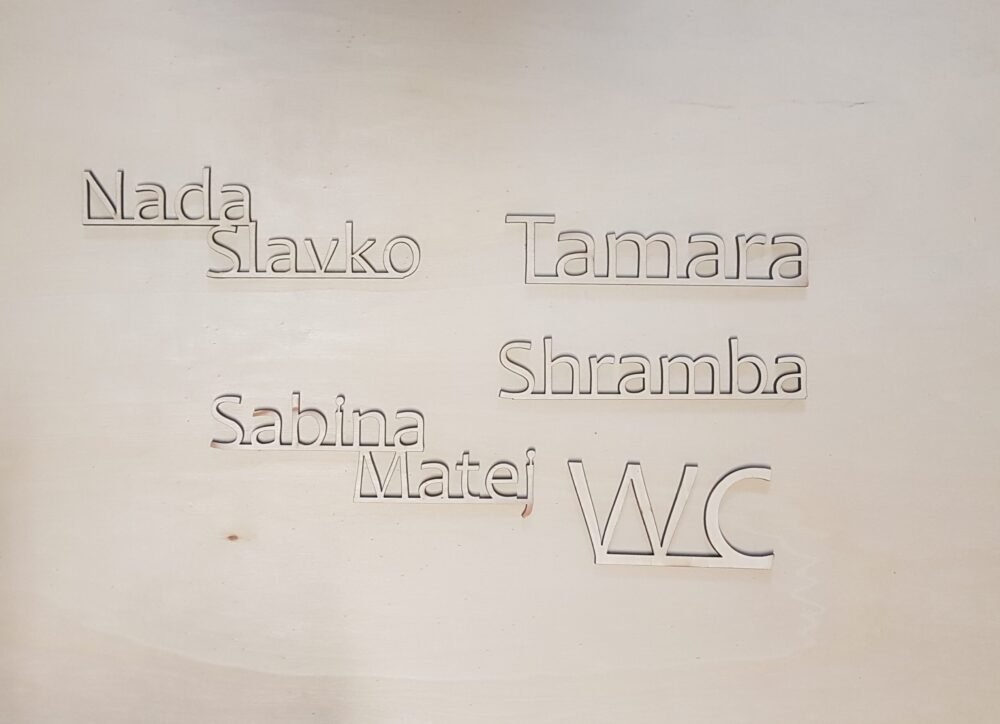 Nada
Slavko
Tamara
Shramba
Sabina
Matej
WC